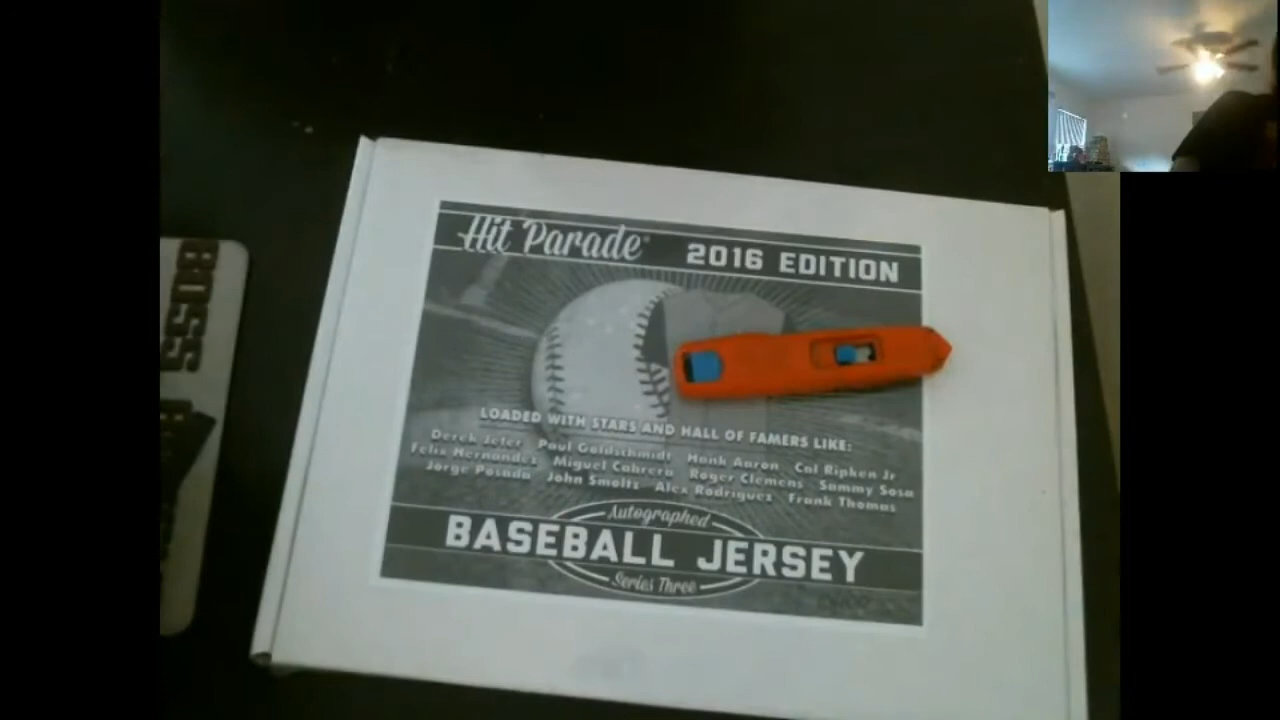 Hit Parade® 2016 EDITION
LOADED WITH STARS AND HALL OF FAMERS LIKE:
Derek Jeter Paul Goldschmidt Hank Aaron Cal Ripken Jr
Felix Hernandez Miguel Cabrera Roger Clemens Sammy Sosa
Jorge Posada John Smoltz Alex Rodriguez Frank Thomas
Autographed
BASEBALL JERSEY
Series Three
BOSS